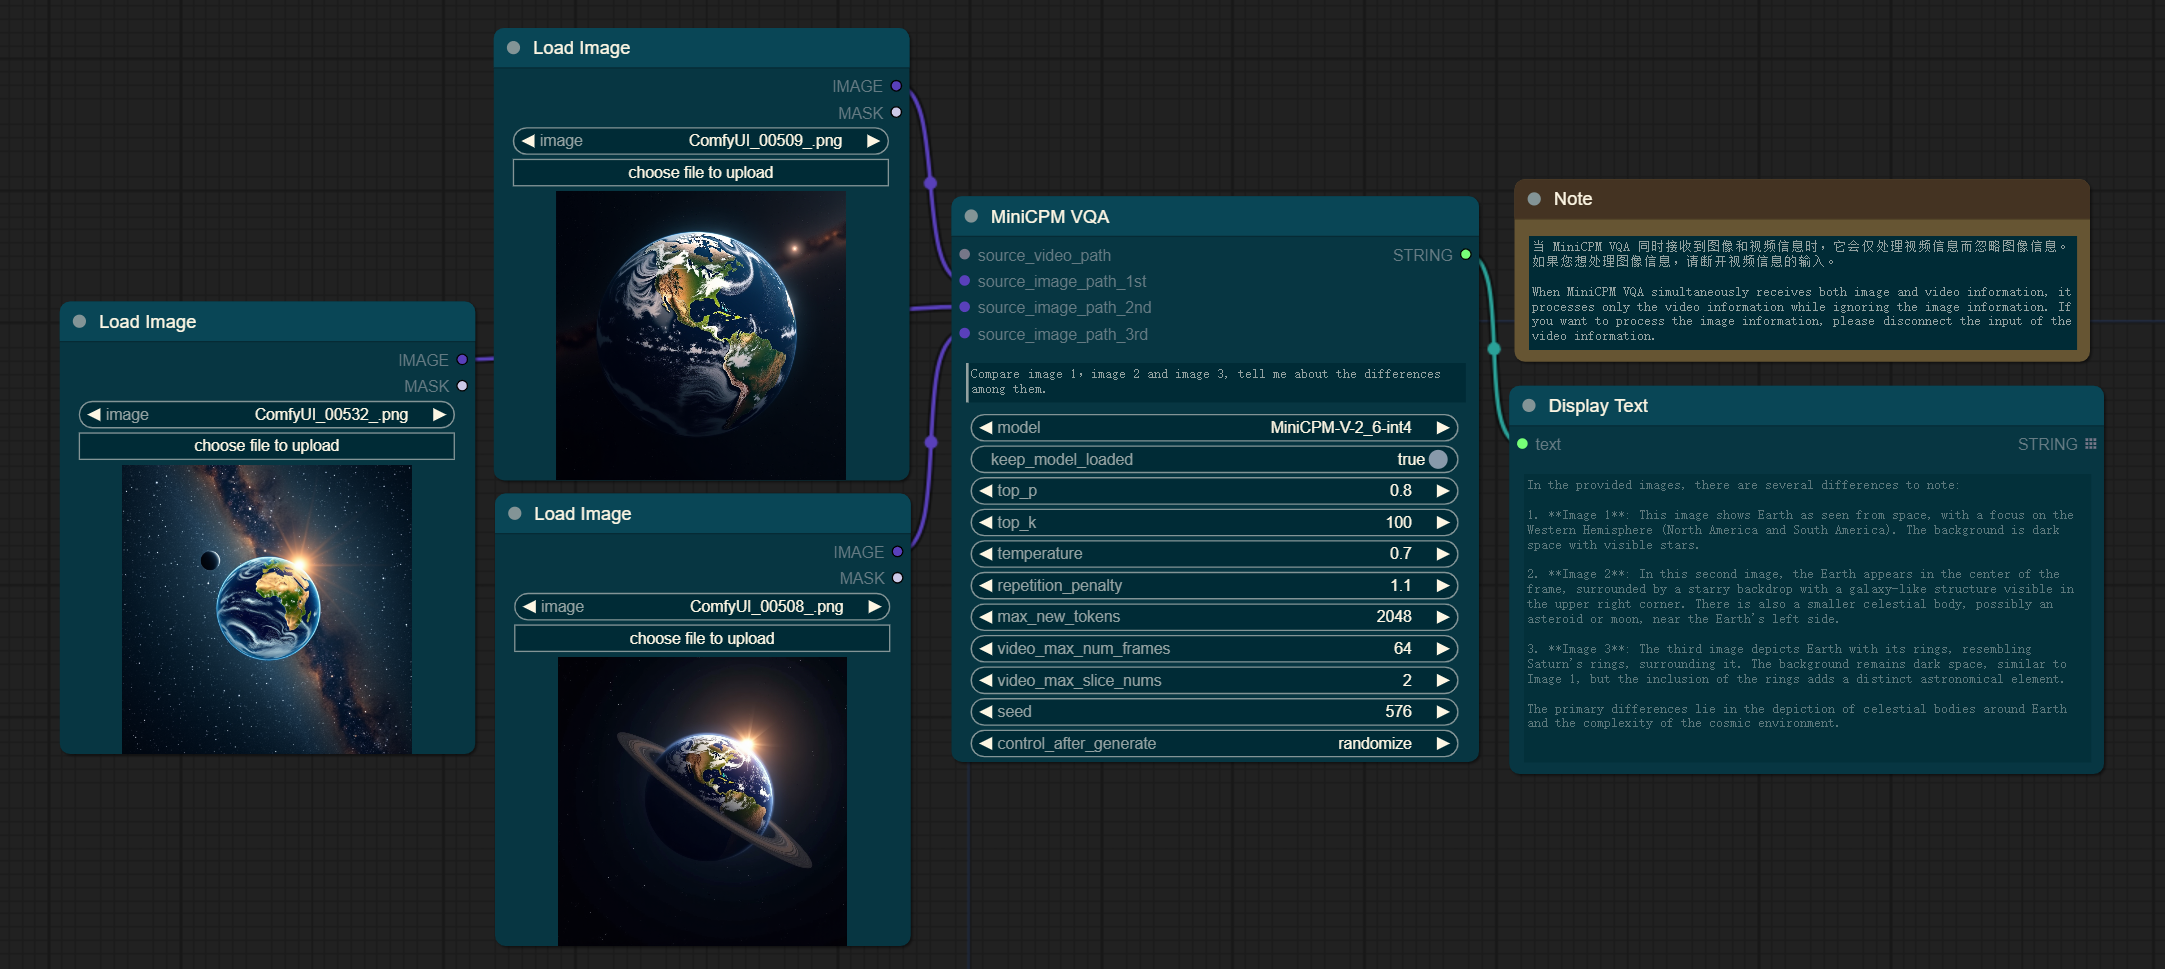 Load Image
IMAGE
MASK
image ComfyUI_00532_.png
choose file to upload
Load Image
IMAGE
MASK
image ComfyUI_00509_.png
choose file to upload
Load Image
IMAGE
MASK
image ComfyUI_00508_.png
choose file to upload
MiniCPM VQA
source_video_path STRING
source_image_path_1st
source_image_path_2nd
source_image_path_3rd
Compare image 1, image 2 and image 3, tell me about the differences
among them.
model MiniCPM-V-2_6-int4
keep_model_loaded true
top_p 0.8
top_k 100
temperature 0.7
repetition_penalty 1.1
max_new_tokens 2048
video_max_num_frames 64
video_max_slice_nums 2
seed 576
control_after_generate randomize
Note
当 MiniCPM VQA 同时接收到图像和视频信息时，它会仅处理视频信息而忽略图像信息。
如果您想处理图像信息，请断开视频信息的输入。
When MiniCPM VQA simultaneously receives both image and video information, it
processes only the video information while ignoring the image information. If
you want to process the image information, please disconnect the input of the
video information.
Display Text
text STRING
In the provided images, there are several differences to note:
1. **Image 1**: This image shows Earth as seen from space, with a focus on the
Western Hemisphere (North America and South America). The background is dark
space with visible stars.
2. **Image 2**: In this second image, the Earth appears in the center of the
frame, surrounded by a starry backdrop with a galaxy-like structure visible in
the upper right corner. There is also a smaller celestial body, possibly an
asteroid or moon, near the Earth's left side.
3. **Image 3**: The third image depicts Earth with its rings, resembling
Saturn's rings, surrounding it. The background remains dark space, similar to
Image 1, but the inclusion of the rings adds a distinct astronomical element.
The primary differences lie in the depiction of celestial bodies around Earth
and the complexity of the cosmic environment.